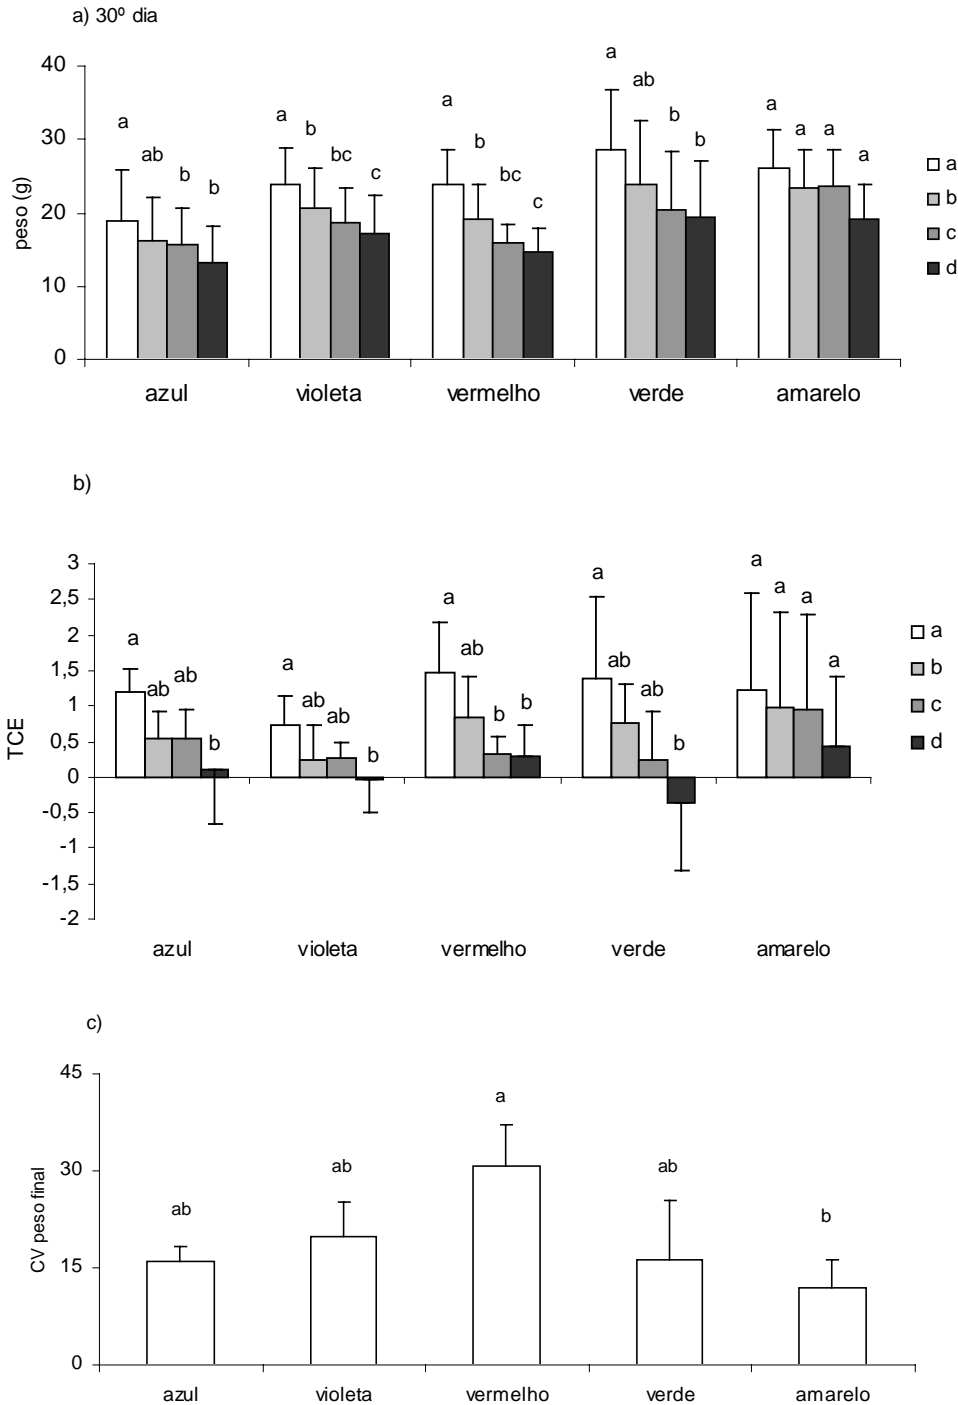 a) 30º dia
40
30
20
10
0
peso (g)
a ab b b
a b bc c
a b bc c
a ab b b
a a a a
azul violeta vermelho verde amarelo
a
b
c
d
b)
3
2,5
2
1,5
1
0,5
0
-0,5
-1
-1,5
-2
TCE
a ab ab b
a ab ab b
a ab b b
a ab ab b
a a a a
azul violeta vermelho verde amarelo
a
b
c
d
c)
45
30
15
0
CV peso final
ab ab a ab b
azul violeta vermelho verde amarelo